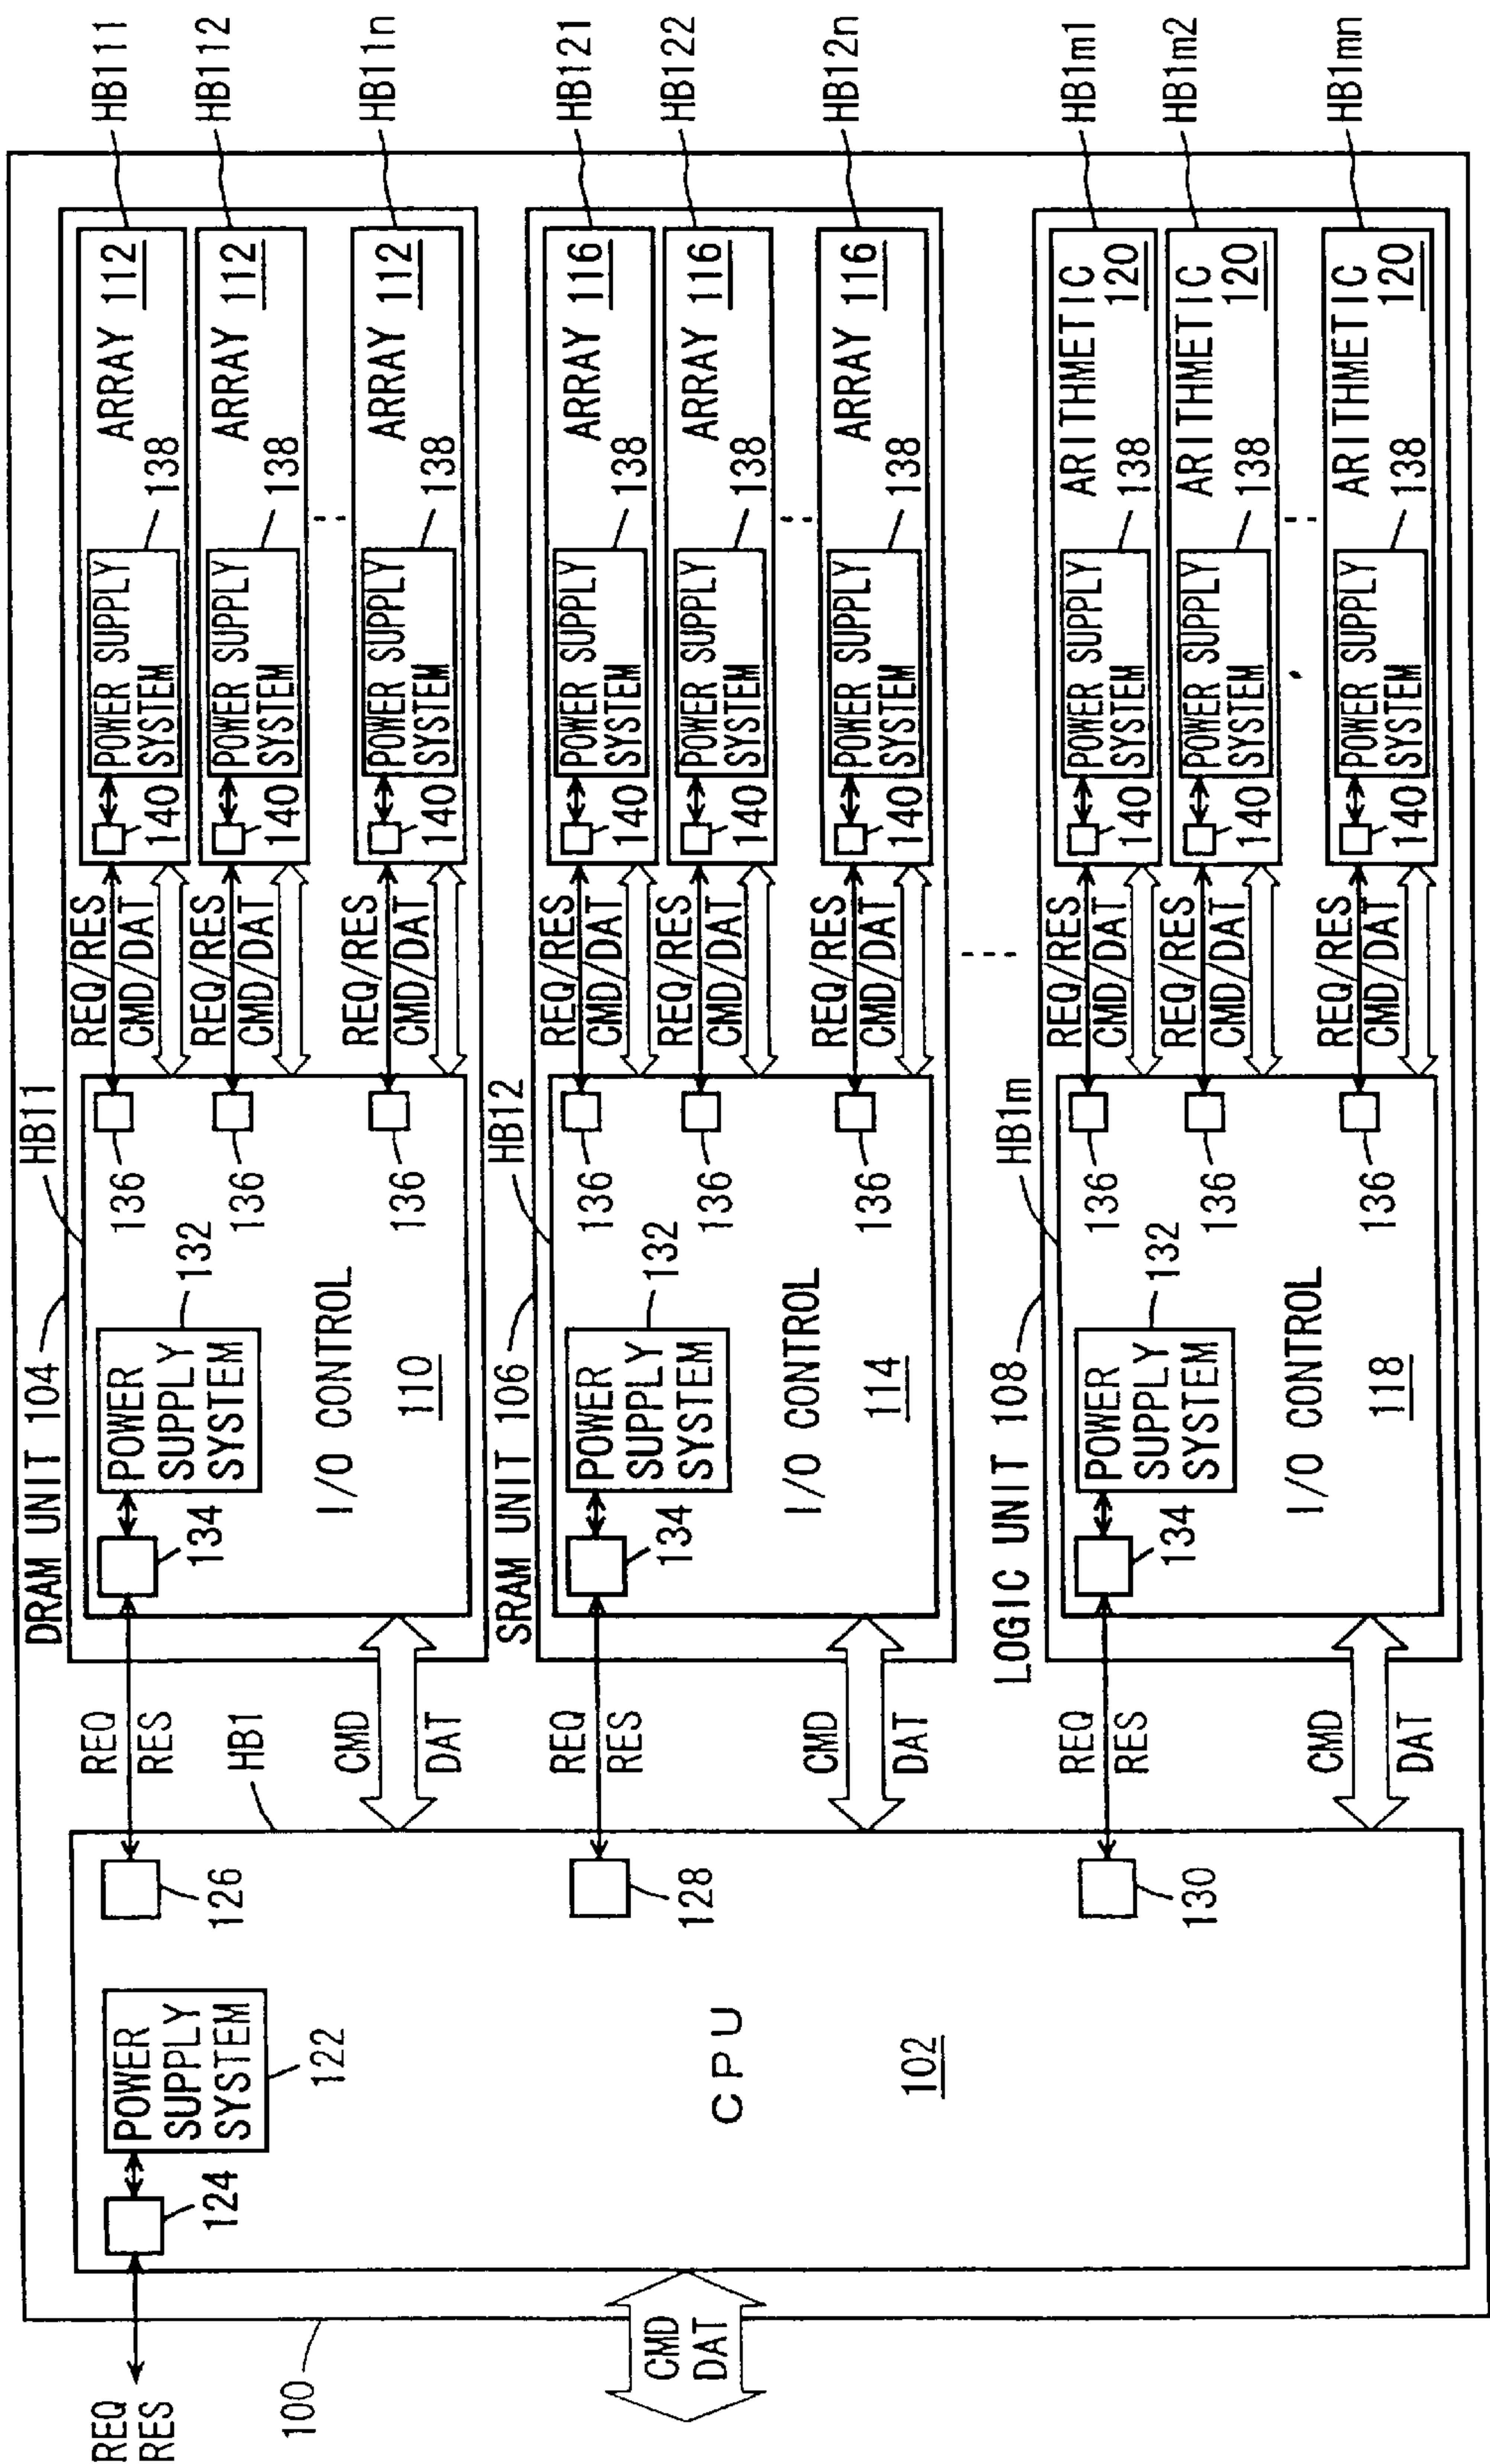 REQ
RES
100
CMD
DAT
124
POWER
SUPPLY
SYSTEM
122
CPU
102
126
128
130
HB1
REQ
RES
CMD
DAT
DRAM UNIT 104
HB11
134
POWER
SUPPLY
SYSTEM
132
I/O CONTROL
110
136
136
136
REQ/RES
CMD/DAT
REQ/RES
CMD/DAT
REQ/RES
CMD/DAT
140
POWER SUPPLY
SYSTEM
138
ARRAY 112
HB111
140
POWER SUPPLY
SYSTEM
138
ARRAY 112
HB112
140
POWER SUPPLY
SYSTEM
138
ARRAY 112
HB11n
REQ
RES
CMD
DAT
SRAM UNIT 106
HB12
134
POWER
SUPPLY
SYSTEM
132
I/O CONTROL
114
136
136
136
REQ/RES
CMD/DAT
REQ/RES
CMD/DAT
REQ/RES
CMD/DAT
140
POWER SUPPLY
SYSTEM
138
ARRAY 116
HB121
140
POWER SUPPLY
SYSTEM
138
ARRAY 116
HB122
140
POWER SUPPLY
SYSTEM
138
ARRAY 116
HB12n
REQ
RES
CMD
DAT
LOGIC UNIT 108
HB1m
134
POWER
SUPPLY
SYSTEM
132
I/O CONTROL
118
136
136
136
REQ/RES
CMD/DAT
REQ/RES
CMD/DAT
REQ/RES
CMD/DAT
140
POWER SUPPLY
SYSTEM
138
ARITHMETIC
120
HB1m1
140
POWER SUPPLY
SYSTEM
138
ARITHMETIC
120
HB1m2
140
POWER SUPPLY
SYSTEM
138
ARITHMETIC
120
HB1mn